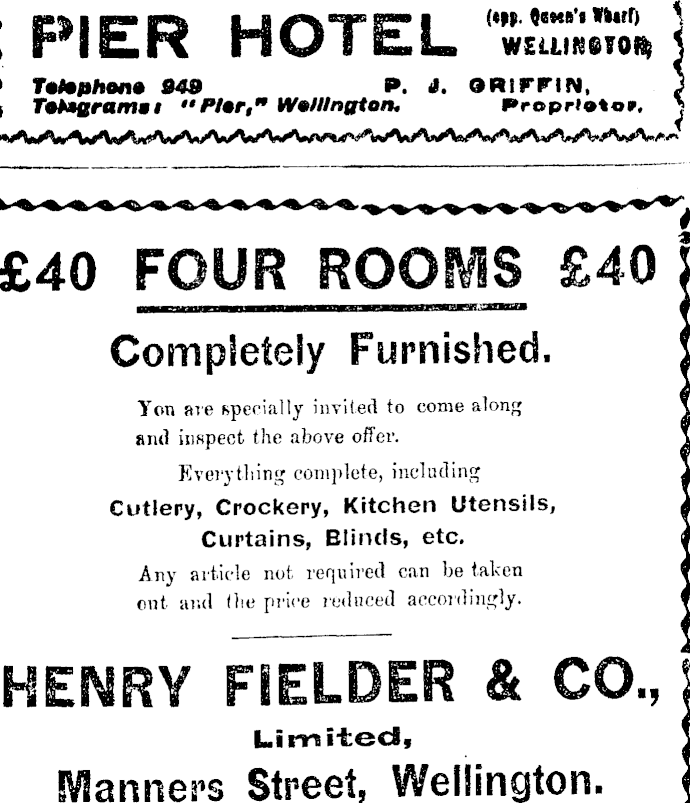 PIER HOTEL (opp. Queen's Wharf) WELLINGTON,
Telephone 949 P. J. GRIFFIN,
Telegrams: "Pier," Wellington. Proprietor.
£40 FOUR ROOMS £40
Completely Furnished.
You are specially invited to come along
and inspect the above offer.
Everything complete, including
Cutlery, Crockery, Kitchen Utensils,
Curtains, Blinds, etc.
Any article not required can be taken
out and the price reduced accordingly.
HENRY FIELDER & CO.,
Limited,
Manners Street, Wellington.